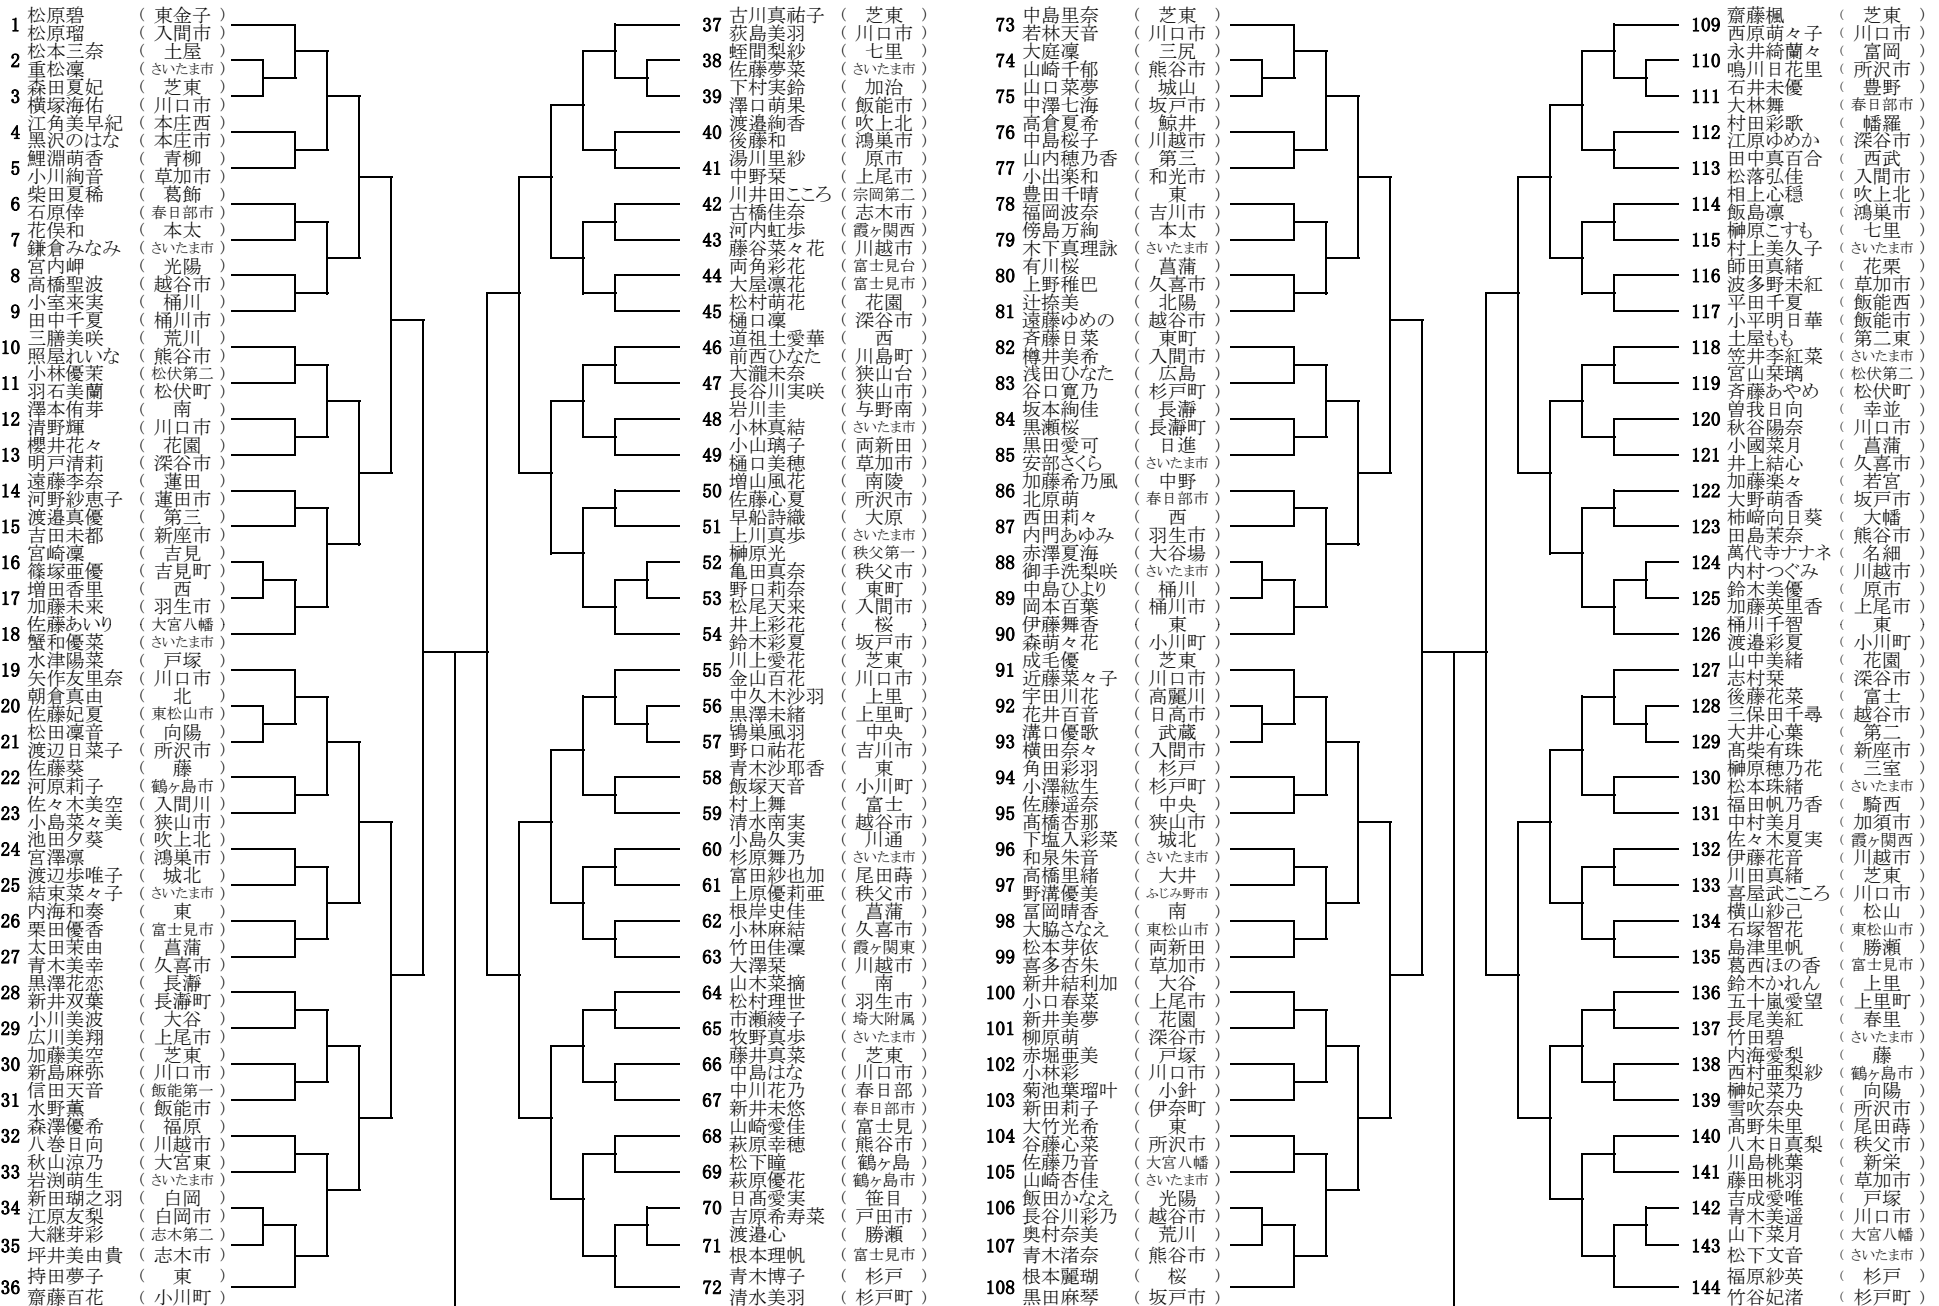 1 松原碧 ( 東金子 )
松原瑠 ( 入間市 )
2 松本三奈 ( 土屋 )
重松凜 ( さいたま市 )
3 森田夏妃 ( 芝東 )
横塚海佑 ( 川口市 )
4 江角美早紀 ( 本庄西 )
黒沢のはな ( 本庄市 )
5 鯉淵萌香 ( 青柳 )
小川絢音 ( 草加市 )
6 柴田夏稀 ( 葛飾 )
石原倖 ( 春日部市 )
7 花俣和 ( 本太 )
鎌倉みなみ ( さいたま市 )
8 宮内岬 ( 光陽 )
高橋聖波 ( 越谷市 )
9 小室来実 ( 桶川 )
田中千夏 ( 桶川市 )
10 三膳美咲 ( 荒川 )
照屋れいな ( 熊谷市 )
11 小林優茉 ( 松伏第二 )
羽石美蘭 ( 松伏町 )
12 澤本侑芽 ( 南 )
清野輝 ( 川口市 )
13 櫻井花々 ( 花園 )
明戸清莉 ( 深谷市 )
14 遠藤李奈 ( 蓮田 )
河野紗恵子 ( 蓮田市 )
15 渡邉真優 ( 第三 )
吉田未都 ( 新座市 )
16 宮崎凜 ( 吉見 )
篠塚亜優 ( 吉見町 )
17 増田香里 ( 西 )
加藤未来 ( 羽生市 )
18 佐藤あいり ( 大宮八幡 )
蟹和優菜 ( さいたま市 )
19 水津陽菜 ( 戸塚 )
矢作友里奈 ( 川口市 )
20 朝倉真由 ( 北 )
佐藤妃夏 ( 東松山市 )
21 松田凜音 ( 向陽 )
渡辺日菜子 ( 所沢市 )
22 佐藤葵 ( 藤 )
河原莉子 ( 鶴ヶ島市 )
23 佐々木美空 ( 入間川 )
小島菜々美 ( 狭山市 )
24 池田夕葵 ( 吹上北 )
宮澤凛 ( 鴻巣市 )
25 渡辺歩唯子 ( 城北 )
結束菜々子 ( さいたま市 )
26 内海和奏 ( 東 )
栗田優香 ( 富士見市 )
27 太田茉由 ( 菖蒲 )
青木美幸 ( 久喜市 )
28 黒澤花恋 ( 長瀞 )
新井双葉 ( 長瀞町 )
29 小川美波 ( 大谷 )
広川美翔 ( 上尾市 )
30 加藤美空 ( 芝東 )
新島麻弥 ( 川口市 )
31 信田天音 ( 飯能第一 )
水野薫 ( 飯能市 )
32 森澤優希 ( 福原 )
八巻日向 ( 川越市 )
33 秋山涼乃 ( 大宮東 )
岩渕萌生 ( さいたま市 )
34 新田瑚之羽 ( 白岡 )
江原友梨 ( 白岡市 )
35 大継芽彩 ( 志木第二 )
坪井美由貴 ( 志木市 )
36 持田夢子 ( 東 )
齋藤百花 ( 小川町 )
37 古川真祐子 ( 芝東 )
荻島美羽 ( 川口市 )
38 蛭間梨紗 ( 七里 )
佐藤夢菜 ( さいたま市 )
39 下村実鈴 ( 加治 )
澤口萌果 ( 飯能市 )
40 渡邉絢香 ( 吹上北 )
後藤和 ( 鴻巣市 )
41 湯川里紗 ( 原市 )
中野栞 ( 上尾市 )
42 川井田こころ ( 宗岡第二 )
古橋佳奈 ( 志木市 )
43 河内虹歩 ( 霞ヶ関西 )
藤谷菜々花 ( 川越市 )
44 両角彩花 ( 富士見台 )
大屋凛花 ( 富士見市 )
45 松村萌花 ( 花園 )
樋口凜 ( 深谷市 )
46 道祖土愛華 ( 西 )
前西ひなた ( 川島町 )
47 大瀧未奈 ( 狭山台 )
長谷川実咲 ( 狭山市 )
48 岩川圭 ( 与野南 )
小林真結 ( さいたま市 )
49 小山璃子 ( 両新田 )
樋口美穂 ( 草加市 )
50 増山風花 ( 南陵 )
佐藤心夏 ( 所沢市 )
51 早船詩織 ( 大原 )
上川真歩 ( さいたま市 )
52 榊原光 ( 秩父第一 )
亀田真奈 ( 秩父市 )
53 野口莉奈 ( 東町 )
松尾天来 ( 入間市 )
54 井上彩花 ( 桜 )
鈴木彩夏 ( 坂戸市 )
55 川上愛花 ( 芝東 )
金山百花 ( 川口市 )
56 中久木沙羽 ( 上里 )
黒澤未緒 ( 上里町 )
57 鴇巣風羽 ( 中央 )
野口祐花 ( 吉川市 )
58 青木沙耶香 ( 東 )
飯塚天音 ( 小川町 )
59 村上舞 ( 富士 )
清水南実 ( 越谷市 )
60 小島久実 ( 川通 )
杉原舞乃 ( さいたま市 )
61 富田紗也加 ( 尾田蒔 )
上原優莉亜 ( 秩父市 )
62 根岸史佳 ( 菖蒲 )
小林麻結 ( 久喜市 )
63 竹田佳凜 ( 霞ヶ関東 )
大澤栞 ( 川越市 )
64 山木菜摘 ( 南 )
松村理世 ( 羽生市 )
65 市瀬綾子 ( 埼大附属 )
牧野真歩 ( さいたま市 )
66 藤井真菜 ( 芝東 )
中島はな ( 川口市 )
67 中川花乃 ( 春日部 )
新井未悠 ( 春日部市 )
68 山崎愛佳 ( 富士見 )
萩原幸穂 ( 熊谷市 )
69 松下瞳 ( 鶴ヶ島 )
萩原優花 ( 鶴ヶ島市 )
70 日髙愛実 ( 笹目 )
吉原希寿菜 ( 戸田市 )
71 渡邉心 ( 勝瀬 )
根本理帆 ( 富士見市 )
72 青木博子 ( 杉戸 )
清水美羽 ( 杉戸町 )
73 中島里奈 ( 芝東 )
若林天音 ( 川口市 )
74 大庭凜 ( 三尻 )
山崎千郁 ( 熊谷市 )
75 山口菜夢 ( 城山 )
中澤七海 ( 坂戸市 )
76 高倉夏希 ( 鯨井 )
中島桜子 ( 川越市 )
77 山内穂乃香 ( 第三 )
小出楽和 ( 和光市 )
78 豊田千晴 ( 東 )
福岡波奈 ( 吉川市 )
79 傍島万絢 ( 本太 )
木下真理詠 ( さいたま市 )
80 有川桜 ( 菖蒲 )
上野稚巴 ( 久喜市 )
81 辻捺美 ( 北陽 )
遠藤ゆめの ( 越谷市 )
82 斉藤日菜 ( 東町 )
樽井美希 ( 入間市 )
83 浅田ひなた ( 広島 )
谷口寛乃 ( 杉戸町 )
84 坂本絢佳 ( 長瀞 )
黒瀬桜 ( 長瀞町 )
85 黒田愛可 ( 日進 )
安部さくら ( さいたま市 )
86 加藤希乃風 ( 中野 )
北原萌 ( 春日部市 )
87 西田莉々 ( 西 )
内門あゆみ ( 羽生市 )
88 赤澤夏海 ( 大谷場 )
御手洗梨咲 ( さいたま市 )
89 中島ひより ( 桶川 )
岡本百葉 ( 桶川市 )
90 伊藤舞香 ( 東 )
森萌々花 ( 小川町 )
91 成毛優 ( 芝東 )
近藤菜々子 ( 川口市 )
92 宇田川花 ( 高麗川 )
花井百音 ( 日高市 )
93 溝口優歌 ( 武蔵 )
横田奈々 ( 入間市 )
94 角田彩羽 ( 杉戸 )
小澤紘生 ( 杉戸町 )
95 佐藤遥奈 ( 中央 )
髙橋杏那 ( 狭山市 )
96 下塩入彩菜 ( 城北 )
和泉朱音 ( さいたま市 )
97 高橋里緒 ( 大井 )
野溝優美 ( ふじみ野市 )
98 冨岡晴香 ( 南 )
大脇さなえ ( 東松山市 )
99 松本芽依 ( 両新田 )
喜多杏朱 ( 草加市 )
100 新井結利加 ( 大谷 )
小口春菜 ( 上尾市 )
101 新井美夢 ( 花園 )
柳原萌 ( 深谷市 )
102 赤堀亜美 ( 戸塚 )
小林彩 ( 川口市 )
103 菊池葉瑠叶 ( 小針 )
新田莉子 ( 伊奈町 )
104 大竹光希 ( 東 )
谷藤心菜 ( 所沢市 )
105 佐藤乃音 ( 大宮八幡 )
山崎杏佳 ( さいたま市 )
106 飯田かなえ ( 光陽 )
長谷川彩乃 ( 越谷市 )
107 奥村奈美 ( 荒川 )
青木渚奈 ( 熊谷市 )
108 根本麗瑚 ( 桜 )
黒田麻琴 ( 坂戸市 )
109 齋藤楓 ( 芝東 )
西原萌々子 ( 川口市 )
110 永井綺蘭々 ( 富岡 )
鳴川日花里 ( 所沢市 )
111 石井未優 ( 豊野 )
大林舞 ( 春日部市 )
112 村田彩歌 ( 幡羅 )
江原ゆめか ( 深谷市 )
113 田中真百合 ( 西武 )
松落弘佳 ( 入間市 )
114 相上心穏 ( 吹上北 )
飯島凛 ( 鴻巣市 )
115 榊原こすも ( 七里 )
村上美久子 ( さいたま市 )
116 師田真緒 ( 花栗 )
波多野未紅 ( 草加市 )
117 平田千夏 ( 飯能西 )
小平明日華 ( 飯能市 )
118 土屋もも ( 第二東 )
笠井李紅菜 ( さいたま市 )
119 宮山栞璃 ( 松伏第二 )
斉藤あやめ ( 松伏町 )
120 曽我日向 ( 幸並 )
秋谷陽奈 ( 川口市 )
121 小國菜月 ( 菖蒲 )
井上結心 ( 久喜市 )
122 加藤楽々 ( 若宮 )
大野萌香 ( 坂戸市 )
123 柿﨑向日葵 ( 大幡 )
田島茉奈 ( 熊谷市 )
124 萬代寺ナナネ ( 名細 )
内村つぐみ ( 川越市 )
125 鈴木美優 ( 原市 )
加藤英里香 ( 上尾市 )
126 桶川千智 ( 東 )
渡邉彩夏 ( 小川町 )
127 山中美緒 ( 花園 )
志村栞 ( 深谷市 )
128 後藤花菜 ( 富士 )
三保田千尋 ( 越谷市 )
129 大井心葉 ( 第二 )
髙柴有珠 ( 新座市 )
130 榊原穂乃花 ( 三室 )
松本珠緒 ( さいたま市 )
131 福田帆乃香 ( 騎西 )
中村美月 ( 加須市 )
132 佐々木夏実 ( 霞ヶ関西 )
伊藤花音 ( 川越市 )
133 川田真緒 ( 芝東 )
喜屋武こころ ( 川口市 )
134 横山紗己 ( 松山 )
石塚智花 ( 東松山市 )
135 島津里帆 ( 勝瀬 )
葛西ほの香 ( 富士見市 )
136 鈴木かれん ( 上里 )
五十嵐愛望 ( 上里町 )
137 長尾美紅 ( 春里 )
竹田碧 ( さいたま市 )
138 内海愛梨 ( 藤 )
西村亜梨紗 ( 鶴ヶ島市 )
139 榊妃菜乃 ( 向陽 )
雪吹奈央 ( 所沢市 )
140 髙野朱里 ( 尾田蒔 )
八木日真梨 ( 秩父市 )
141 川島桃葉 ( 新栄 )
藤田桃羽 ( 草加市 )
142 吉成愛唯 ( 戸塚 )
青木美遥 ( 川口市 )
143 山下菜月 ( 大宮八幡 )
松下文音 ( さいたま市 )
144 福原紗英 ( 杉戸 )
竹谷妃渚 ( 杉戸町 )